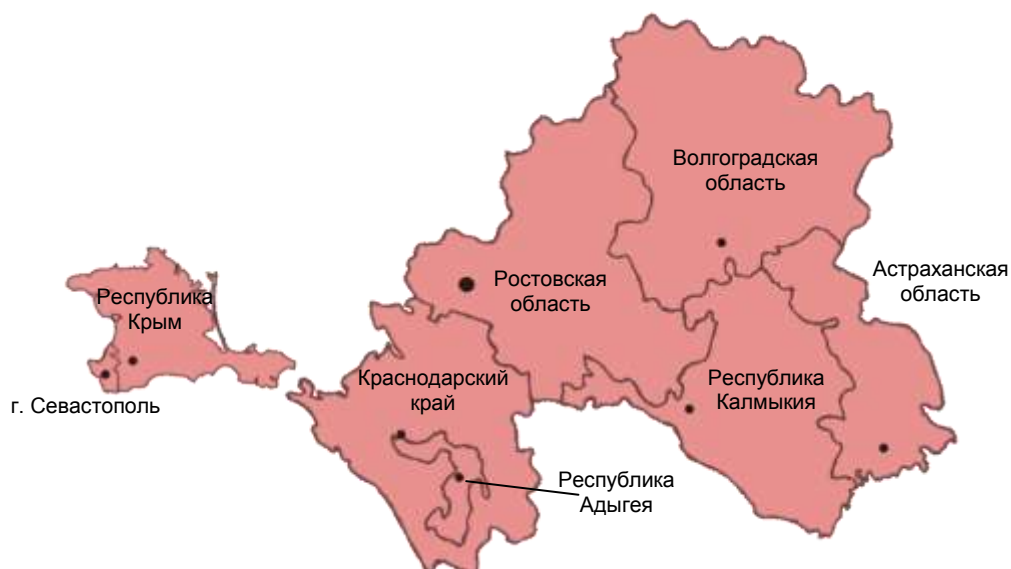 Волгоградская
область
Астраханская
область
Ростовская
область
Республика
Крым
Краснодарский
край
Республика
Калмыкия
г. Севастополь
Республика
Адыгея